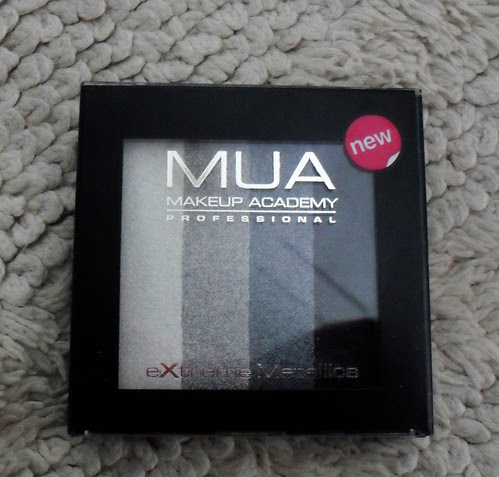 new
MUA
MAKEUP ACADEMY
PROFESSIONAL
eXtreme Metallics